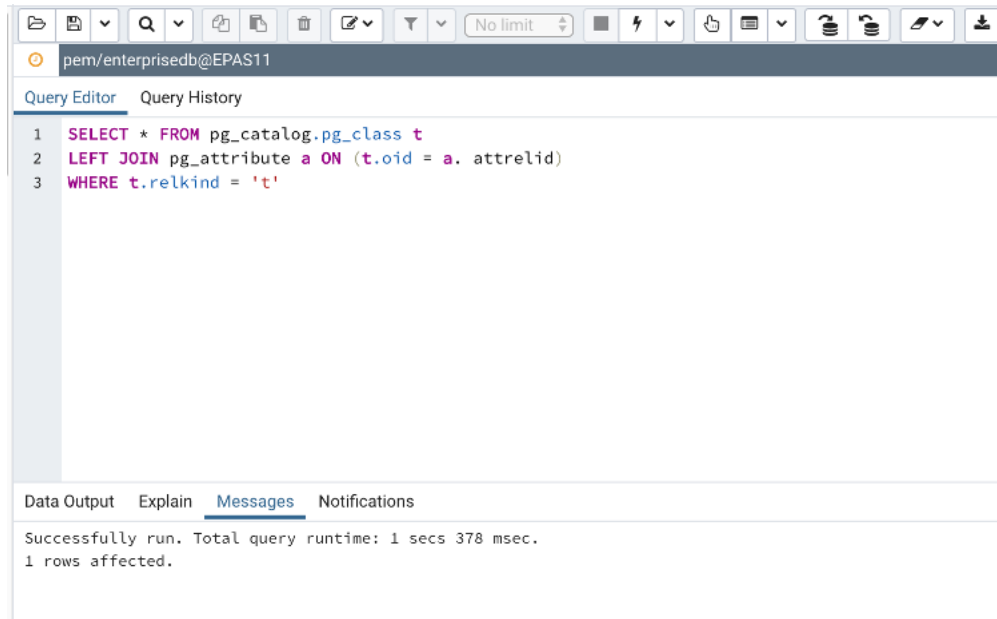 No limit
pem/enterprisedb@EPAS11
Query Editor Query History
1 SELECT * FROM pg_catalog.pg_class t
2 LEFT JOIN pg_attribute a ON (t.oid = a. attrelid)
3 WHERE t.relkind = 't'
Data Output Explain Messages Notifications
Successfully run. Total query runtime: 1 secs 378 msec.
1 rows affected.